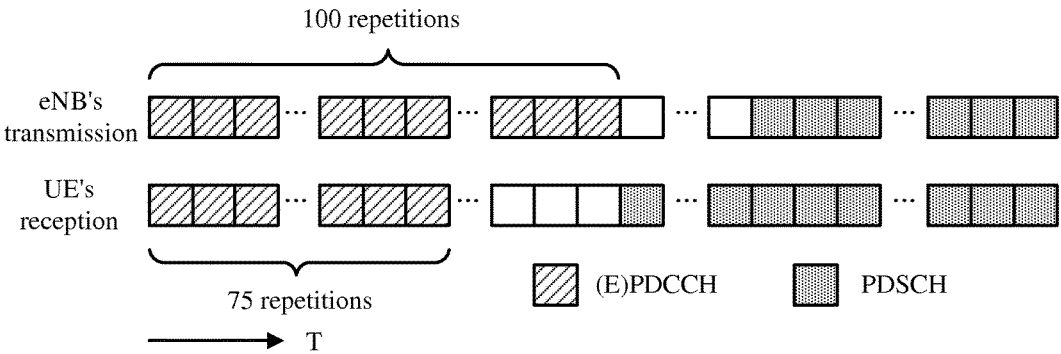 100 repetitions
eNB's
transmission
...
...
...
...
UE's
reception
...
...
...
...
75 repetitions
(E)PDCCH
PDSCH
T